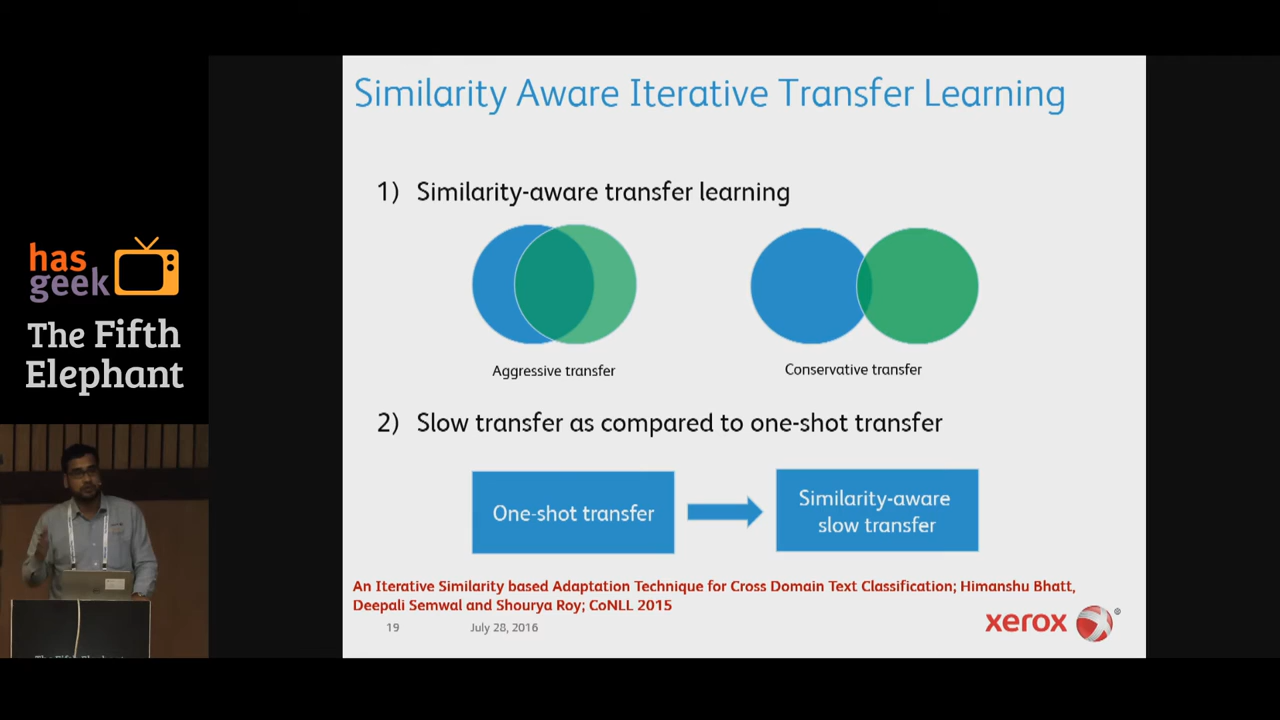 Similarity Aware Iterative Transfer Learning
1) Similarity-aware transfer learning
Aggressive transfer
Conservative transfer
2) Slow transfer as compared to one-shot transfer
One-shot transfer
Similarity-aware
slow transfer
An Iterative Similarity based Adaptation Technique for Cross Domain Text Classification; Himanshu Bhatt,
Deepali Semwal and Shourya Roy; CoNLL 2015
19
July 28, 2016
xerox ®
has
geek
The Fifth
Elephant
The Fifth Elephant